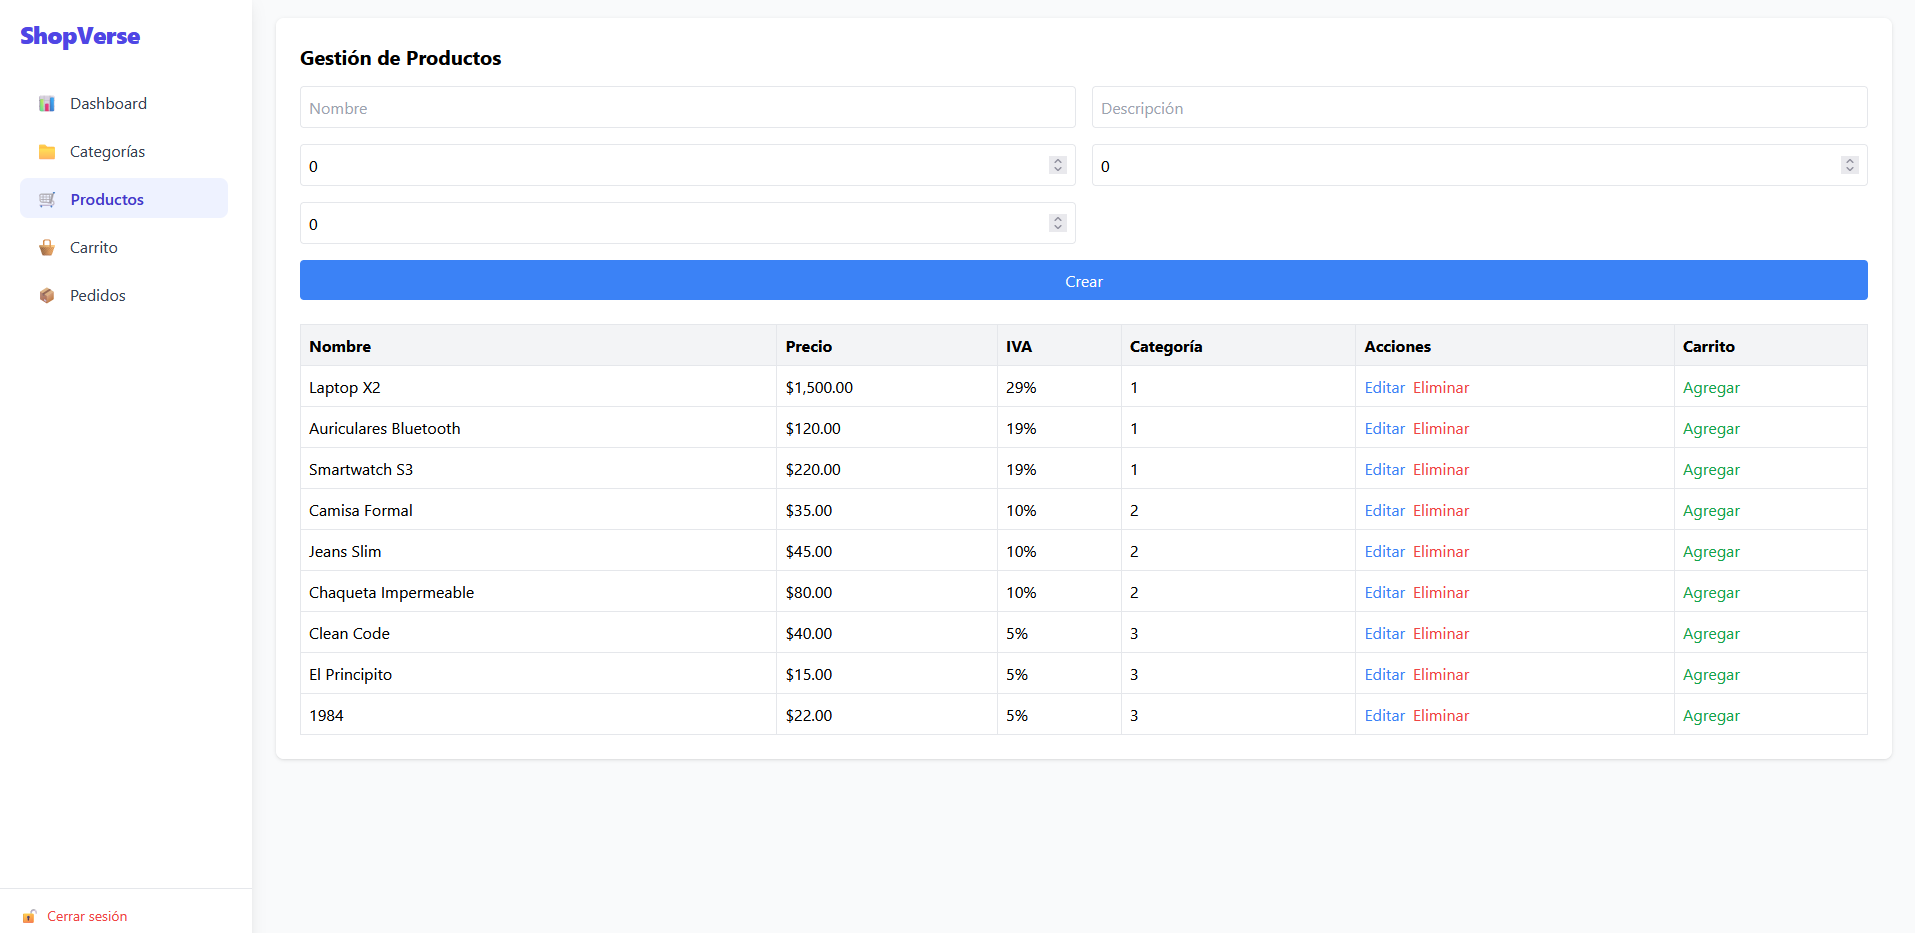 ShopVerse
Dashboard
Categorías
Productos
Carrito
Pedidos
Cerrar sesión
Gestión de Productos
Nombre Descripción
0 0
0
Crear
Nombre Precio IVA Categoría Acciones Carrito
Laptop X2 $1,500.00 29% 1 Editar Eliminar Agregar
Auriculares Bluetooth $120.00 19% 1 Editar Eliminar Agregar
Smartwatch S3 $220.00 19% 1 Editar Eliminar Agregar
Camisa Formal $35.00 10% 2 Editar Eliminar Agregar
Jeans Slim $45.00 10% 2 Editar Eliminar Agregar
Chaqueta Impermeable $80.00 10% 2 Editar Eliminar Agregar
Clean Code $40.00 5% 3 Editar Eliminar Agregar
El Principito $15.00 5% 3 Editar Eliminar Agregar
1984 $22.00 5% 3 Editar Eliminar Agregar